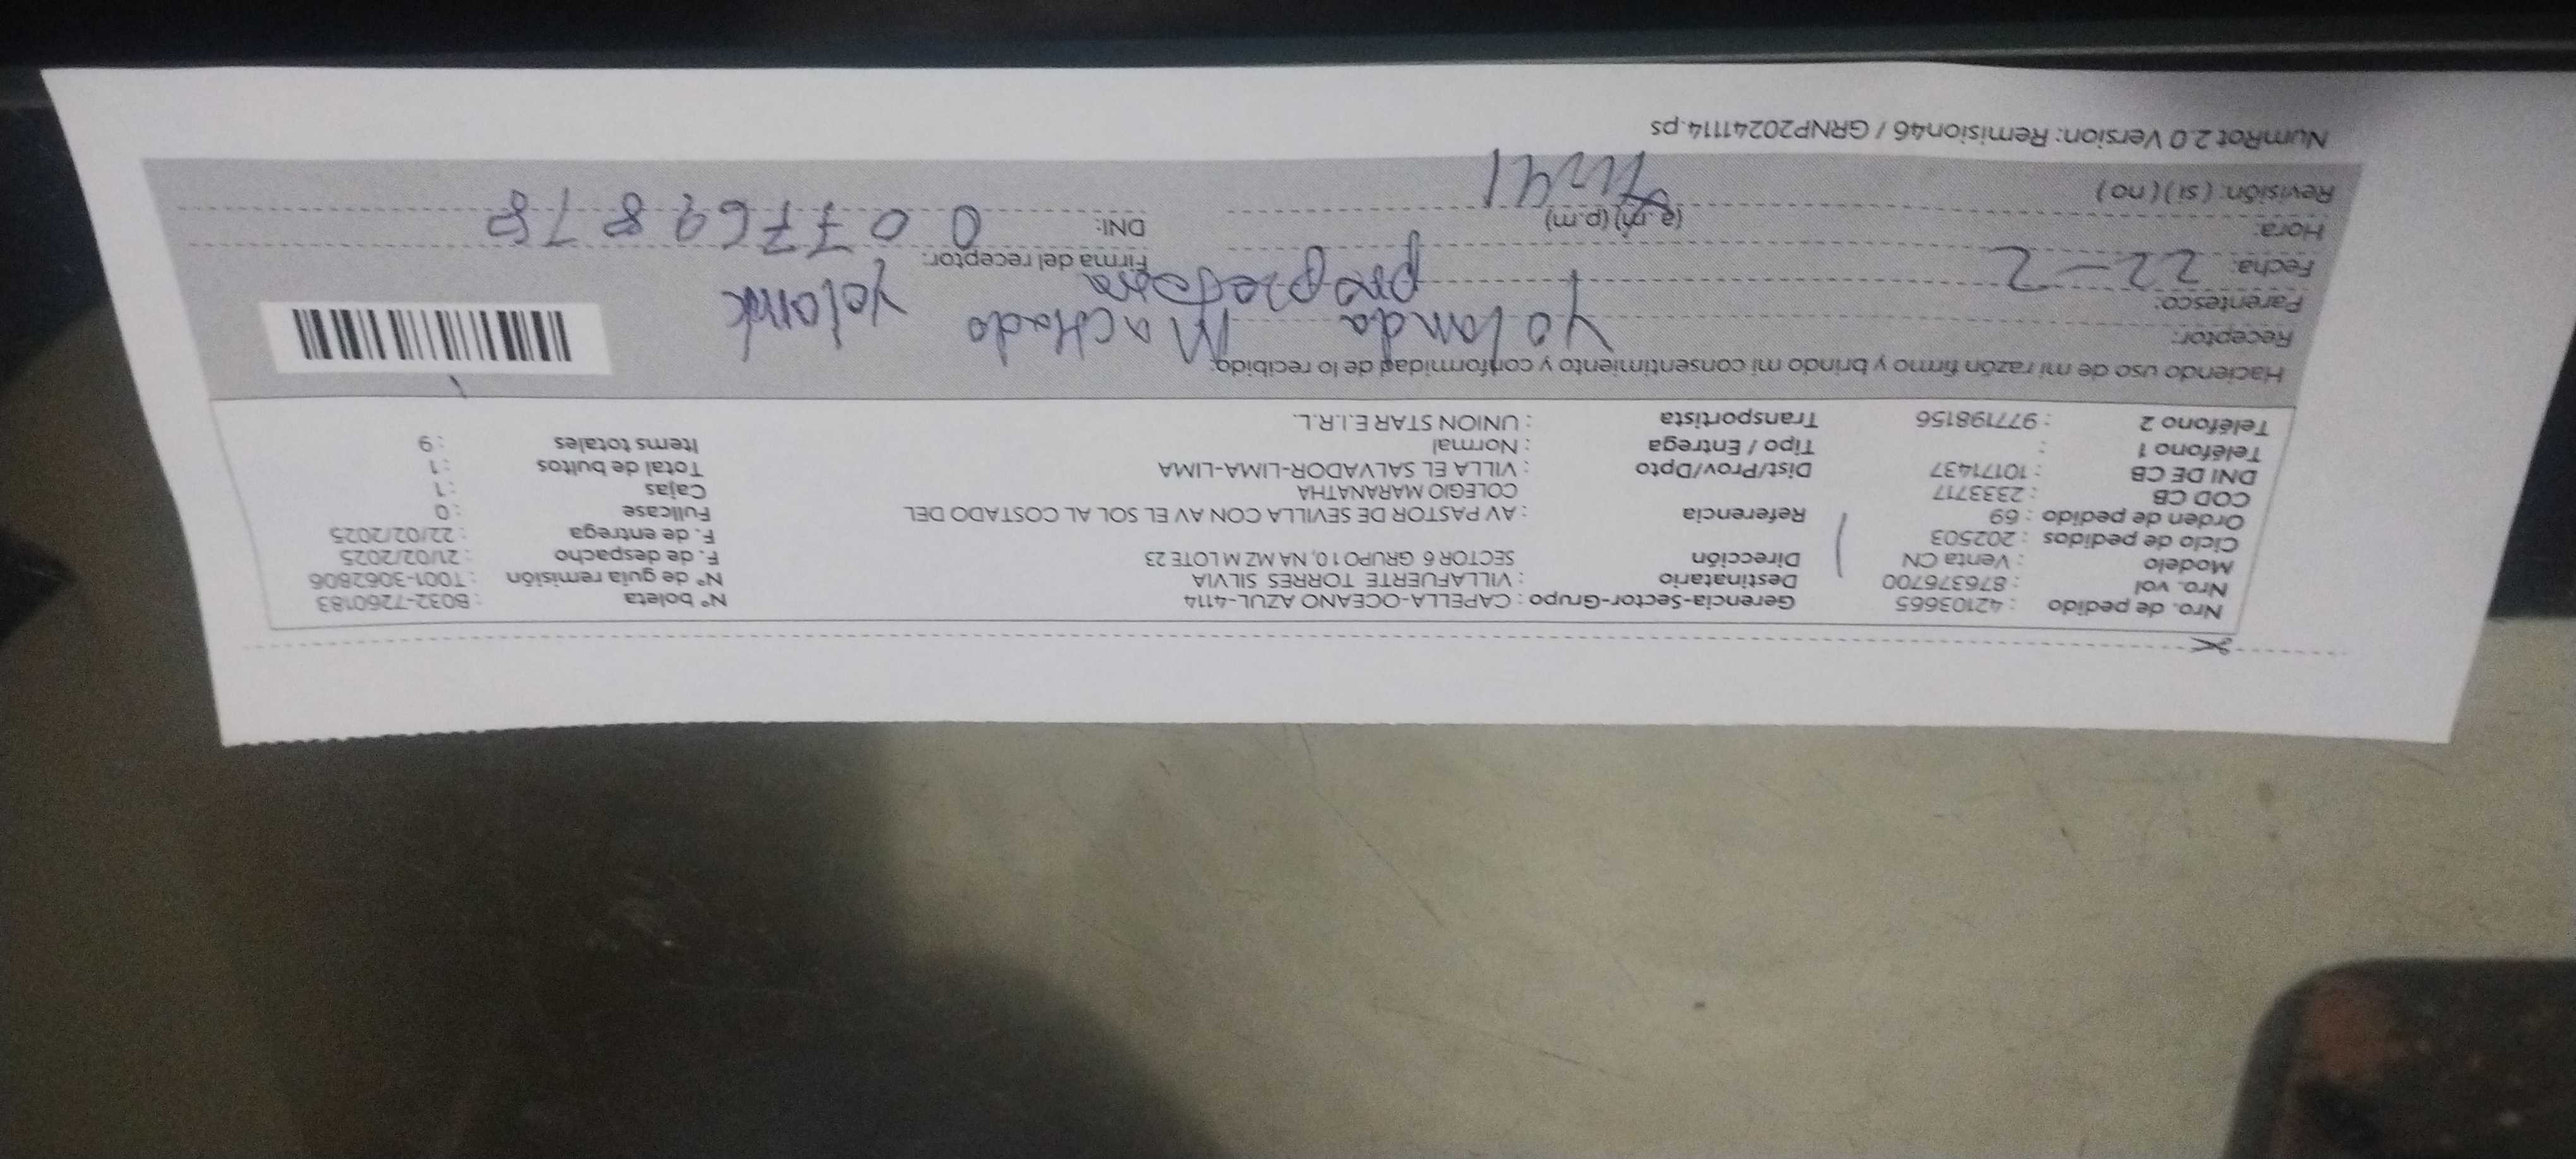 Nro. de pedido : 42103665 Gerencia-Sector-Grupo : CAPELLA-OCEANO AZUL-4114 N° boleta : B032-7260183
Nro. vol : 876376700 Destinatario : VILLAFUERTE TORRES SILVIA N° de guía remisión : T001-3062806
Modelo : Venta CN Dirección SECTOR 6 GRUPO 10, NA MZ M LOTE 23 F. de despacho : 21/02/2025
Ciclo de pedidos : 202503 F. de entrega : 22/02/2025
Orden de pedido : 69 Referencia : AV PASTOR DE SEVILLA CON AV EL SOL AL COSTADO DEL Fullcase : 0
COD CB : 2333717 COLEGIO MARANATHA Cajas : 1
DNI DE CB : 10171437 Dist/Prov/Dpto : VILLA EL SALVADOR-LIMA-LIMA Total de bultos : 1
Teléfono 1 : Tipo / Entrega : Normal Items totales : 9
Teléfono 2 : 977198156 Transportista : UNION STAR E.I.R.L.
Haciendo uso de mi razón firmo y brindo mi consentimiento y conformidad de lo recibido:
Receptor: Yolanda Machado
Parentesco: propietaria
Fecha: 22-2 Firma del receptor:
Hora: (a.m) (p.m) DNI:
Revisión: ( si ) ( no )
NumRot 2.0 Version: Remision46 / GRNP20241114.ps